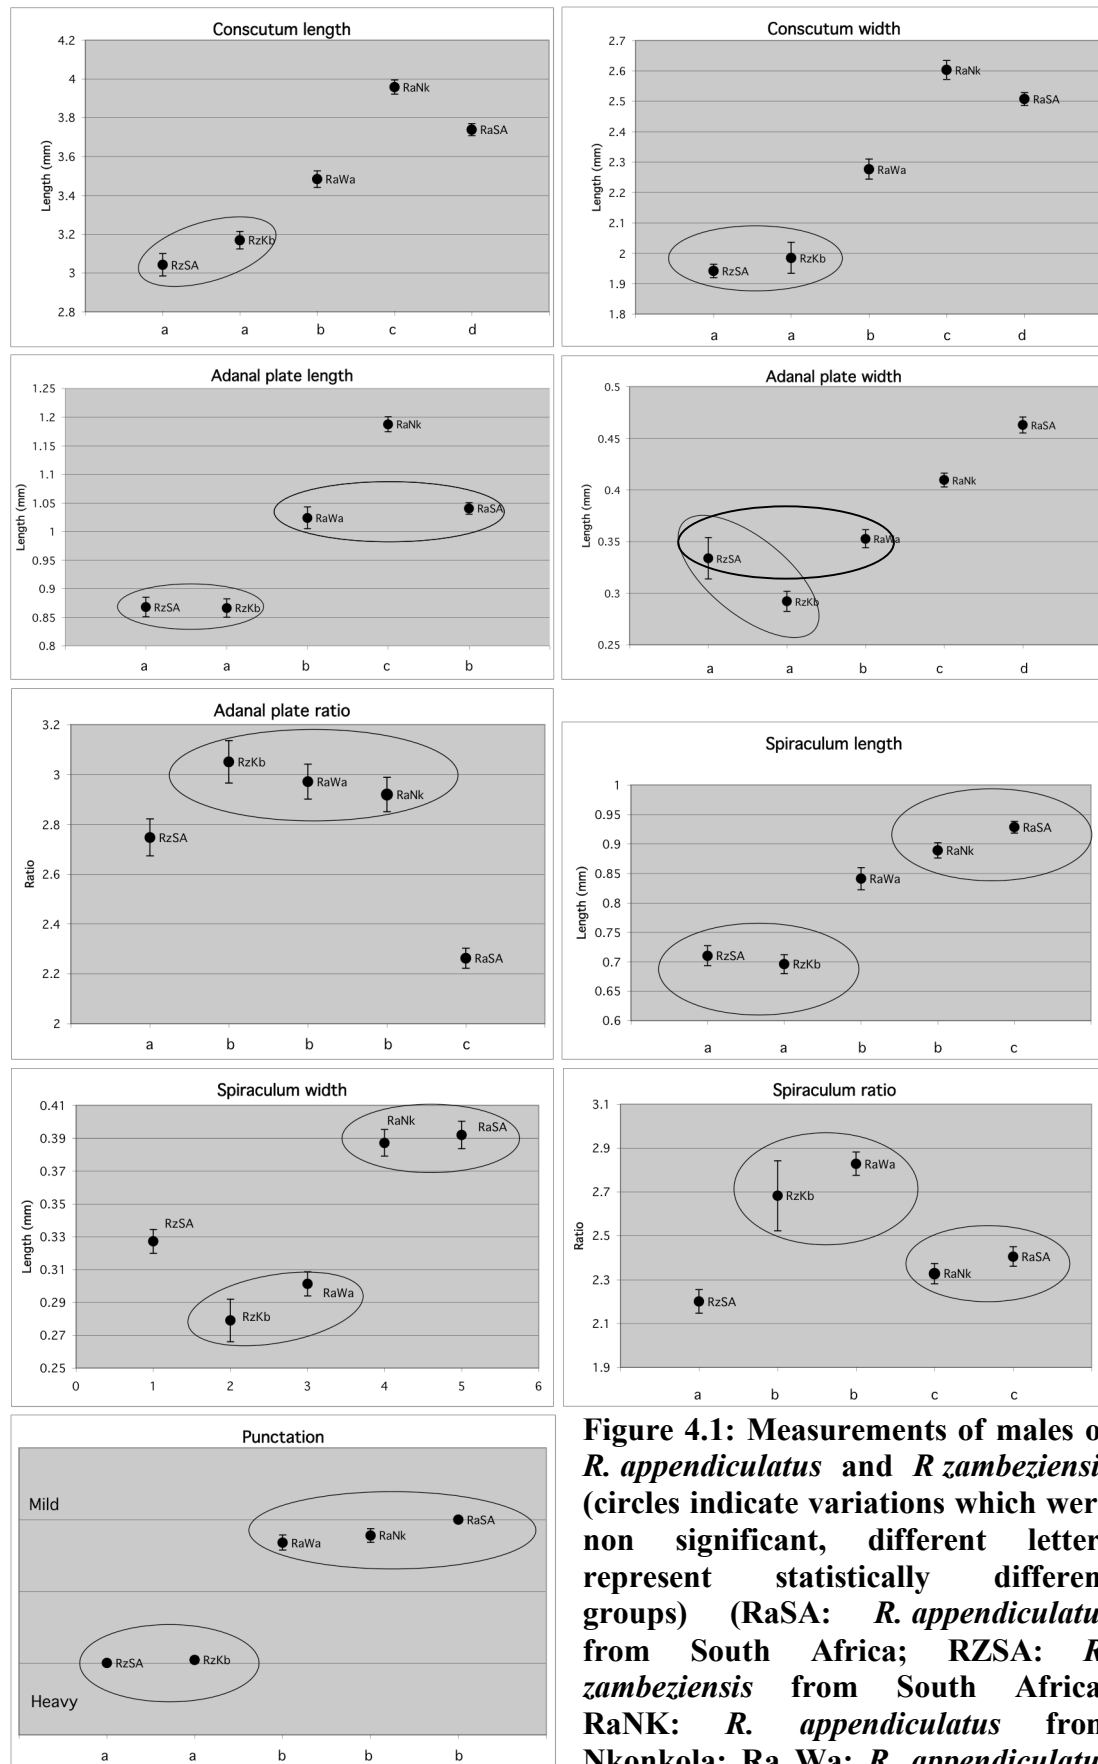 Conscutum length
4.2
4
3.8
3.6
3.4
3.2
3
2.8
Length (mm)
RzSA
RzKb
RaWa
RaNk
RaSA
a a b c d
Conscutum width
2.7
2.6
2.5
2.4
2.3
2.2
2.1
2
1.9
1.8
Length (mm)
RzSA
RzKb
RaWa
RaNk
RaSA
a a b c d
Adanal plate length
1.25
1.2
1.15
1.1
1.05
1
0.95
0.9
0.85
0.8
Length (mm)
RzSA
RzKb
RaWa
RaNk
RaSA
a a b c b
Adanal plate width
0.5
0.45
0.4
0.35
0.3
0.25
Length (mm)
RzSA
RzKb
RaWa
RaNk
RaSA
a a b c d
Adanal plate ratio
3.2
3
2.8
2.6
2.4
2.2
2
Ratio
RzSA
RzKb
RaWa
RaNk
RaSA
a b b b c
Spiraculum length
1
0.95
0.9
0.85
0.8
0.75
0.7
0.65
0.6
Length (mm)
RzSA
RzKb
RaWa
RaNk
RaSA
a a b b c
Spiraculum width
0.41
0.39
0.37
0.35
0.33
0.31
0.29
0.27
0.25
Length (mm)
RzSA
RzKb
RaWa
RaNk
RaSA
0 1 2 3 4 5 6
Spiraculum ratio
3.1
2.9
2.7
2.5
2.3
2.1
1.9
Ratio
RzSA
RzKb
RaWa
RaNk
RaSA
a b b c c
Punctation
Mild
Heavy
RzSA
RzKb
RaWa
RaNk
RaSA
a a b b b
Figure 4.1: Measurements of males o
R. appendiculatus and R zambeziensi
(circles indicate variations which wer
non significant, different letter
represent statistically differen
groups) (RaSA: R. appendiculatu
from South Africa; RZSA: R
zambeziensis from South Africa
RaNK: R. appendiculatus from
Nkonkola; Ra Wa: R. appendiculatus